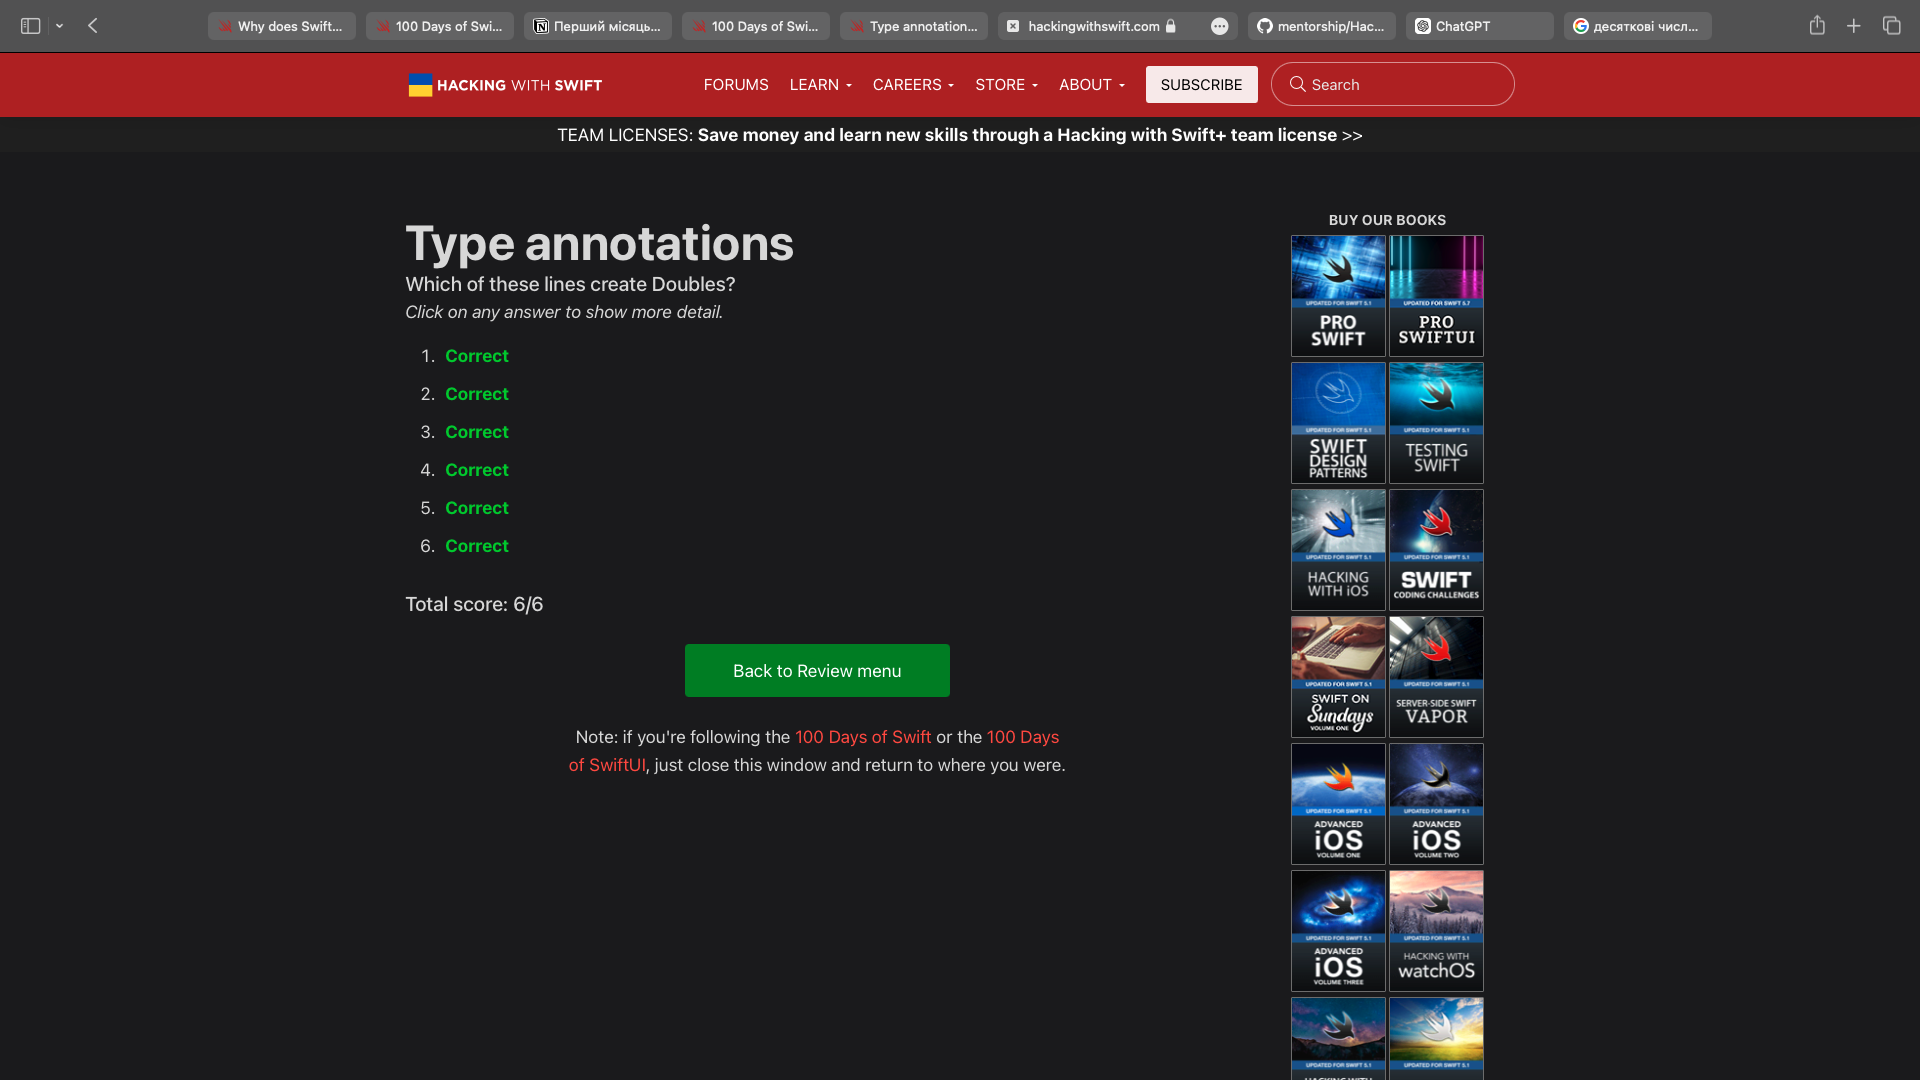 Why does Swift...
100 Days of Swi...
Перший місяць...
100 Days of Swi...
Type annotation...
hackingwithswift.com
mentorship/Hac...
ChatGPT
десяткові числ...
HACKING WITH SWIFT
FORUMS
LEARN
CAREERS
STORE
ABOUT
SUBSCRIBE
Search
TEAM LICENSES: Save money and learn new skills through a Hacking with Swift+ team license >>
Type annotations
Which of these lines create Doubles?
Click on any answer to show more detail.
1. Correct
2. Correct
3. Correct
4. Correct
5. Correct
6. Correct
Total score: 6/6
Back to Review menu
Note: if you're following the 100 Days of Swift or the 100 Days
of SwiftUI, just close this window and return to where you were.
BUY OUR BOOKS
UPDATED FOR SWIFT 5.1
PRO
SWIFT
UPDATED FOR SWIFT 5.7
PRO
SWIFTUI
UPDATED FOR SWIFT 5.1
SWIFT
DESIGN
PATTERNS
UPDATED FOR SWIFT 5.1
TESTING
SWIFT
UPDATED FOR SWIFT 5.1
HACKING
WITH iOS
UPDATED FOR SWIFT 5.1
SWIFT
CODING CHALLENGES
UPDATED FOR SWIFT 5.1
SWIFT ON
Sundays
VOLUME ONE
UPDATED FOR SWIFT 5.1
SERVER-SIDE SWIFT
VAPOR
UPDATED FOR SWIFT 5.1
ADVANCED
iOS
VOLUME ONE
UPDATED FOR SWIFT 5.1
ADVANCED
iOS
VOLUME TWO
UPDATED FOR SWIFT 5.1
ADVANCED
iOS
VOLUME THREE
UPDATED FOR SWIFT 5.1
HACKING WITH
watchOS
UPDATED FOR SWIFT 5.1
HACKING WITH
UPDATED FOR SWIFT 5.1